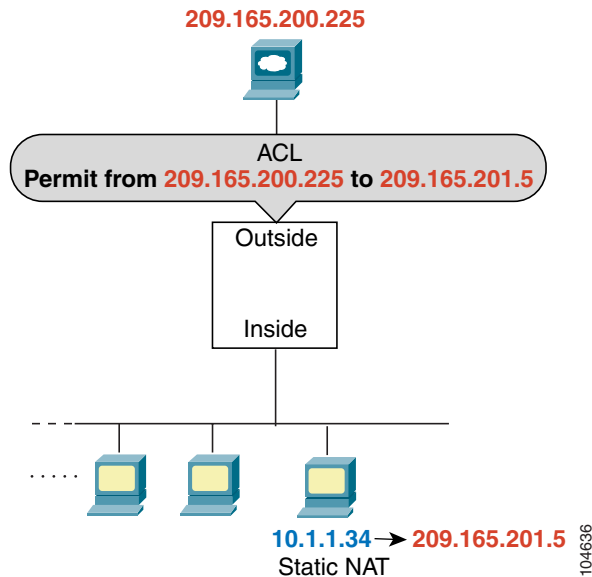 209.165.200.225
ACL
Permit from 209.165.200.225 to 209.165.201.5
Outside
Inside
10.1.1.34 → 209.165.201.5
Static NAT
104636